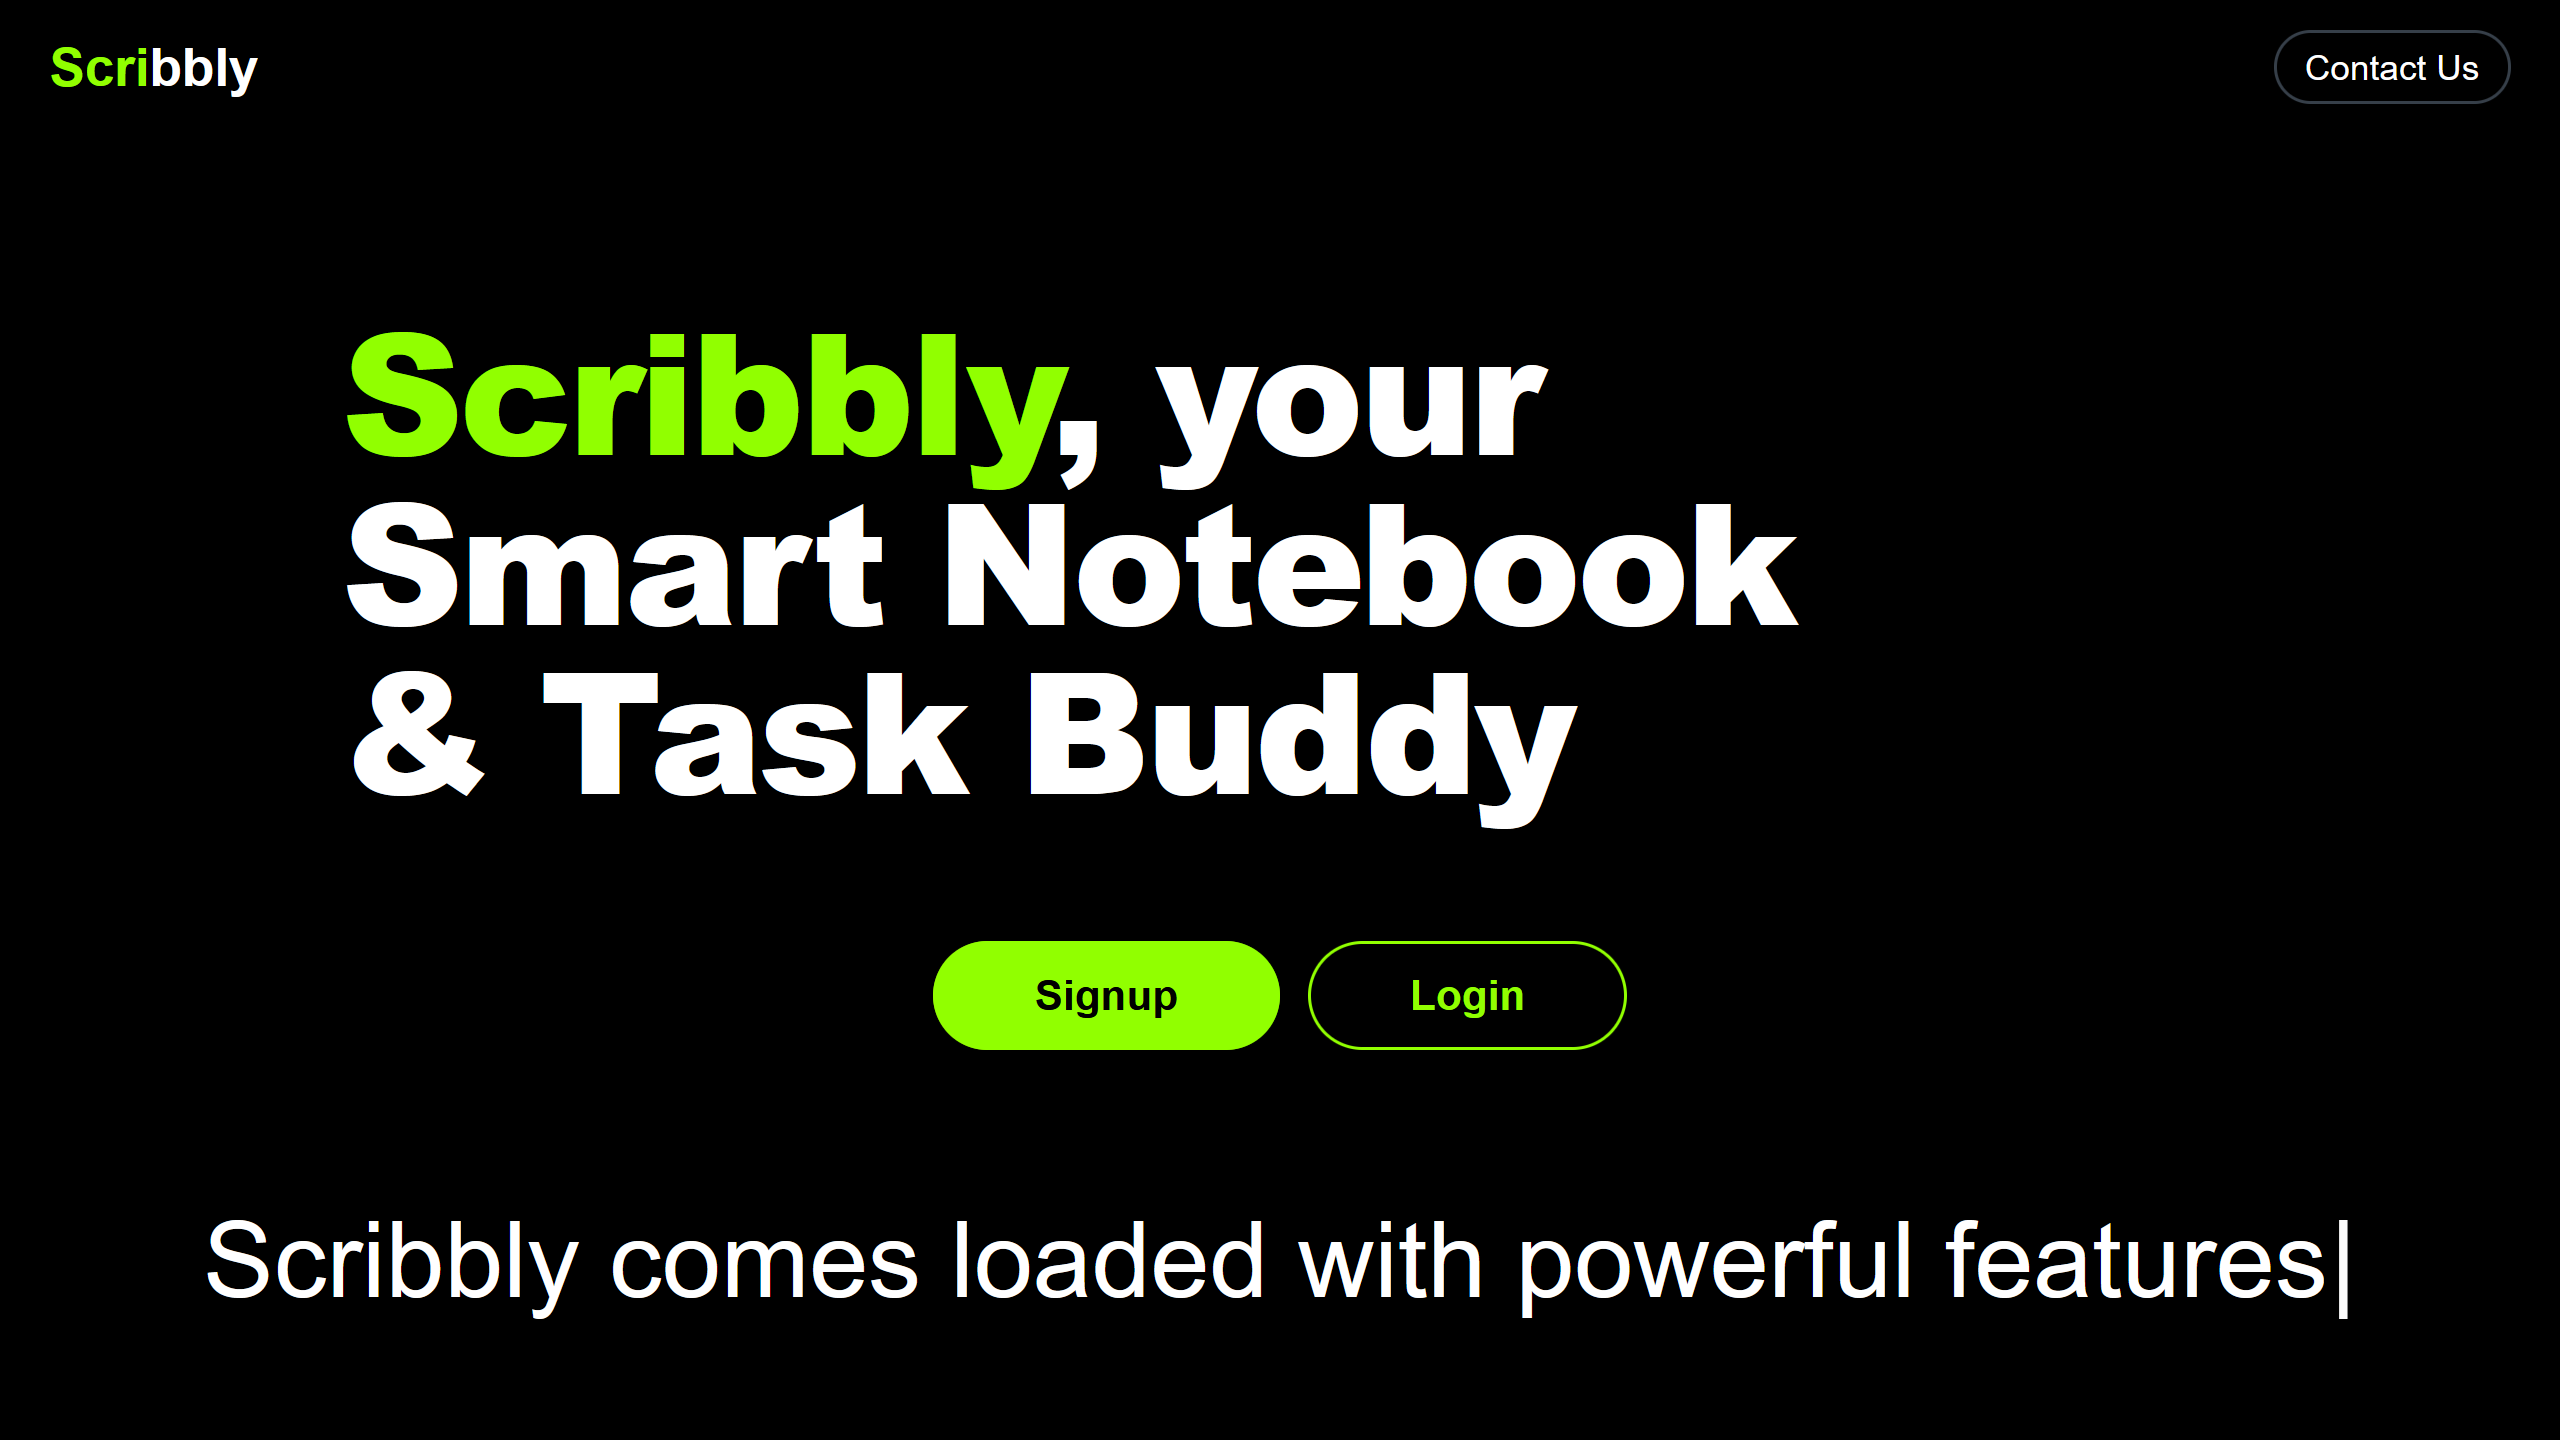 Scribbly
Contact Us
Scribbly, your
Smart Notebook
& Task Buddy
Signup
Login
Scribbly comes loaded with powerful features|